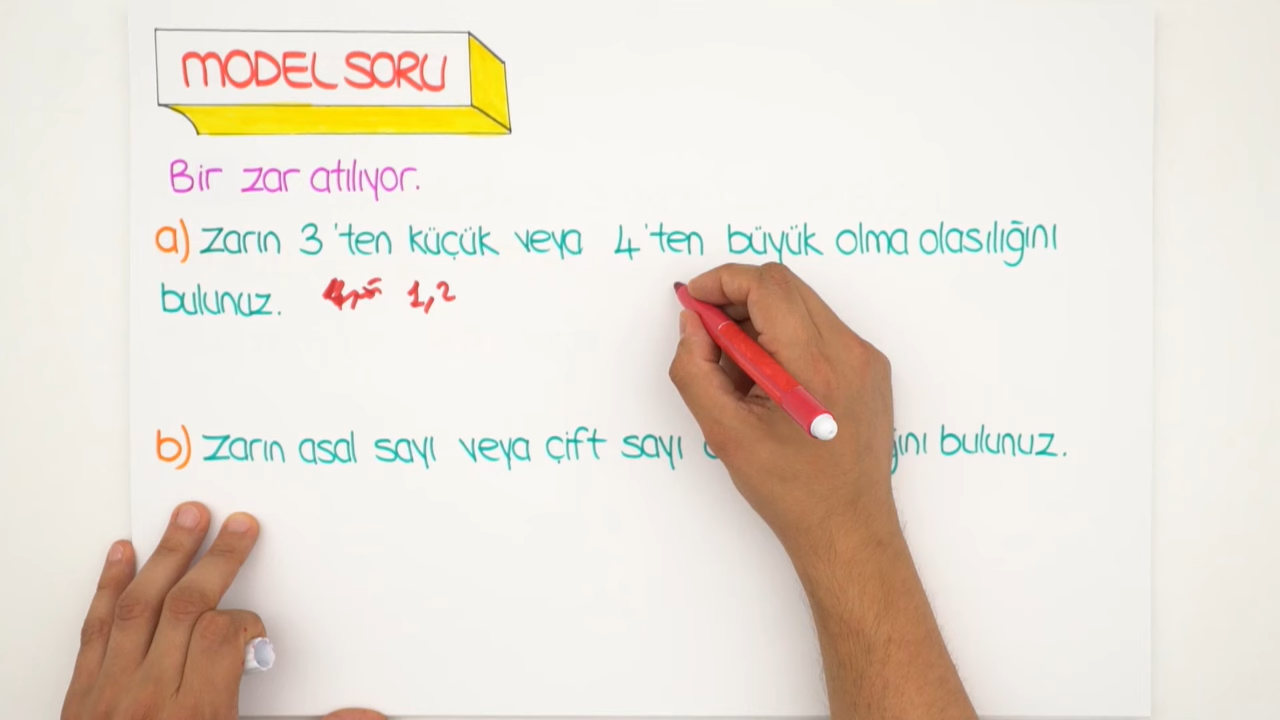 MODEL SORU
Bir zar atılıyor.
a) Zarın 3'ten küçük veya 4'ten büyük olma olasılığını
bulunuz. 1,2
b) Zarın asal sayı veya çift sayı bulunuz.